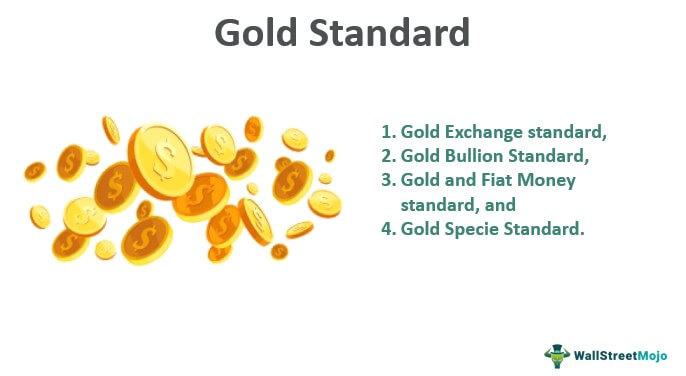 Gold Standard
1. Gold Exchange standard,
2. Gold Bullion Standard,
3. Gold and Fiat Money
standard, and
4. Gold Specie Standard.
WallStreetMojo